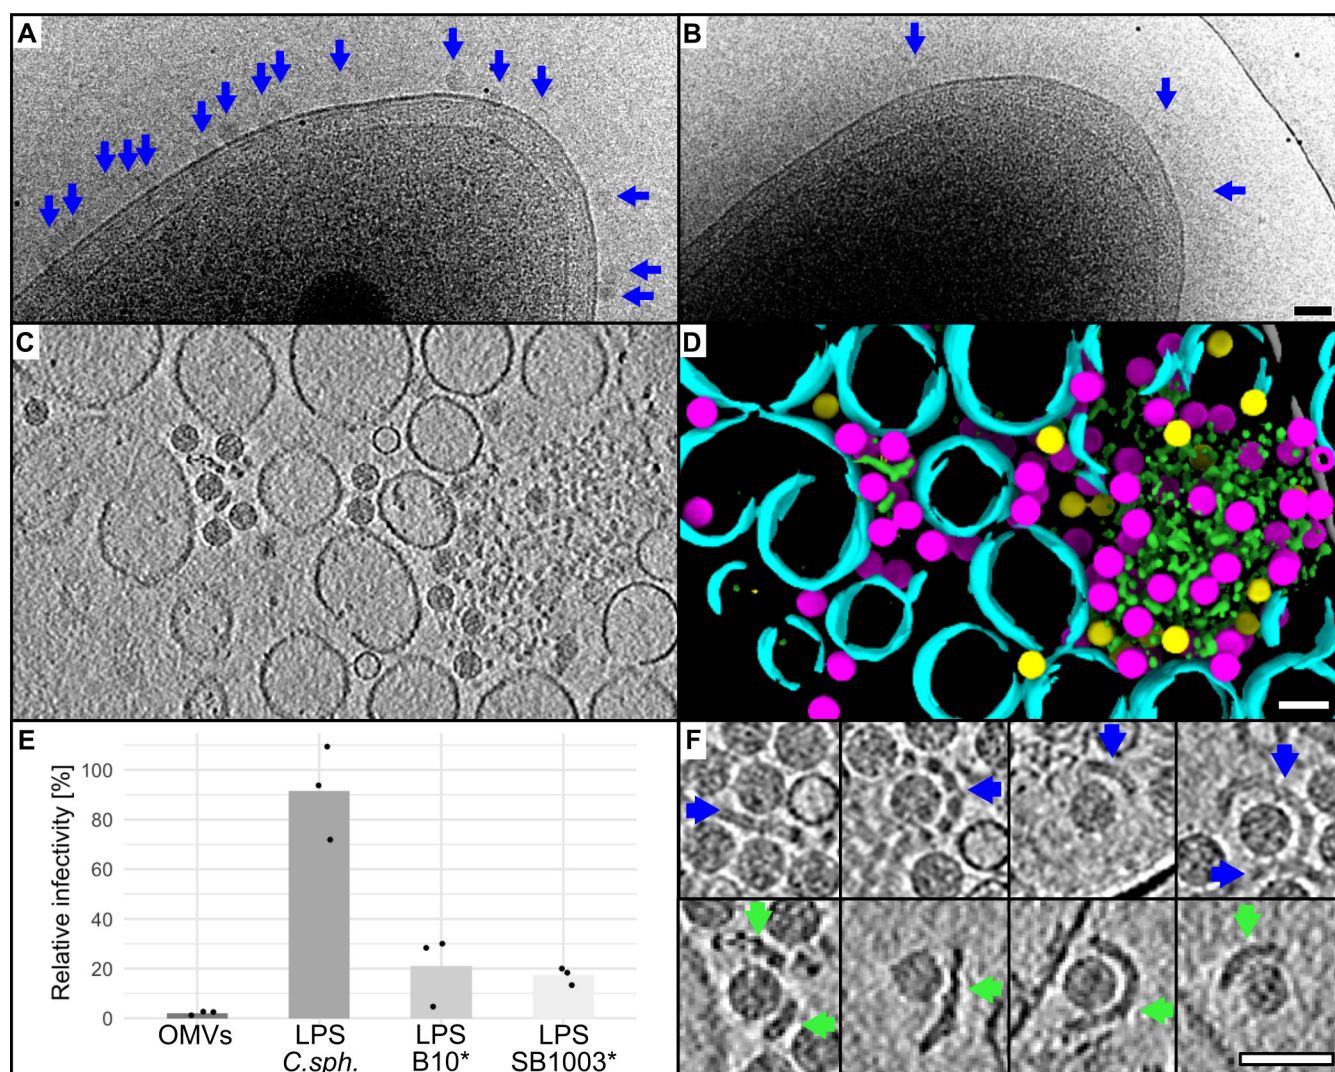 A
B
C
D
E
Relative infectivity [%]
100
80
60
40
20
0
OMVs
LPS
C.sph.
LPS
B10*
LPS
SB1003*
F